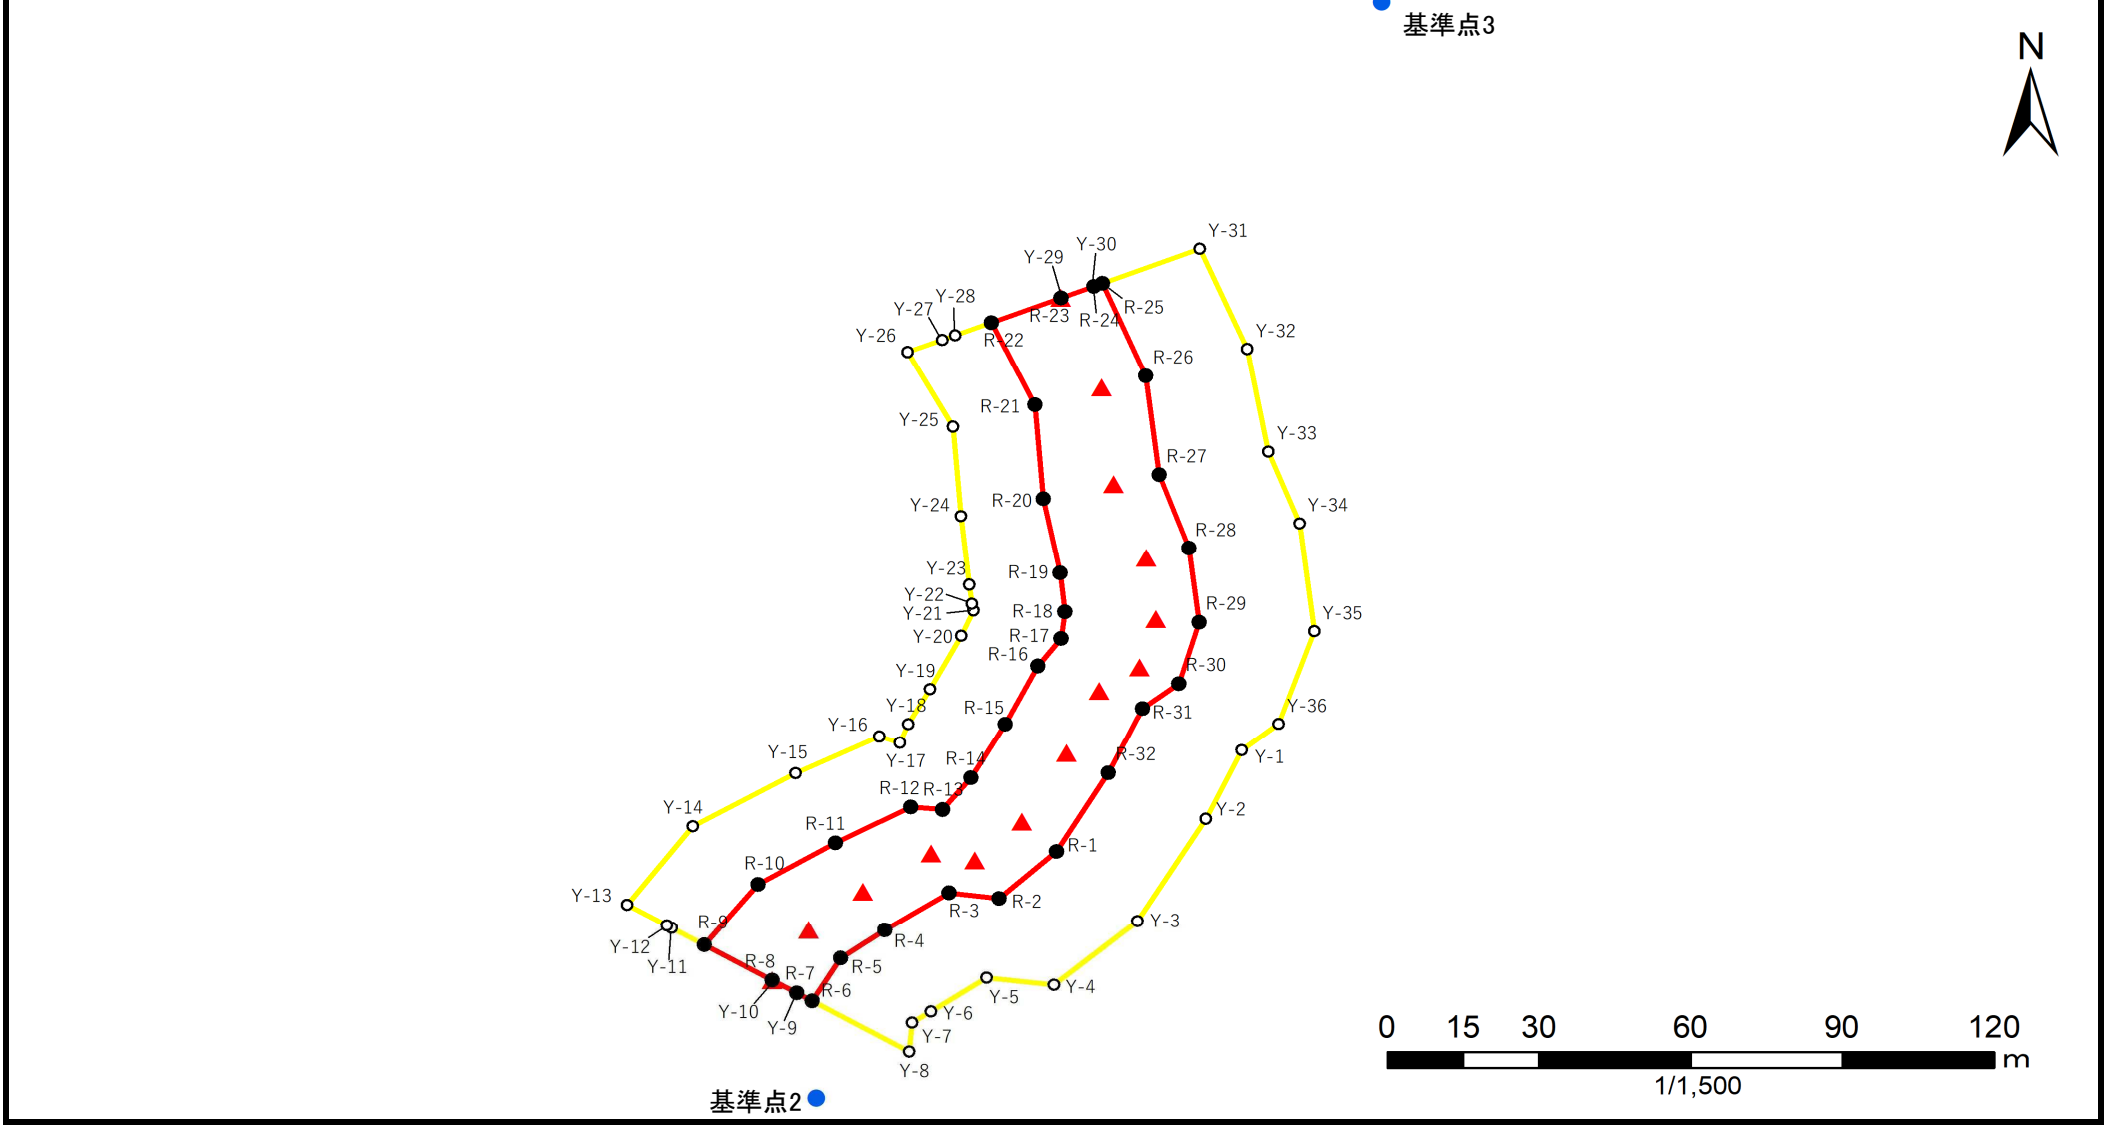 基準点3
N
Y-31
Y-30
Y-29
Y-28
Y-27
R-25
R-23
R-24
Y-26
R-22
Y-32
R-26
R-21
Y-25
Y-33
R-27
R-20
Y-24
Y-34
R-28
Y-23
R-19
Y-22
Y-21
R-18
R-29
Y-35
Y-20
R-17
R-16
R-30
Y-19
Y-18
R-15
R-31
Y-36
Y-16
Y-17
Y-15
R-14
R-32
Y-1
R-12
R-13
Y-14
Y-2
R-11
R-1
R-10
Y-13
R-2
R-3
Y-3
R-9
R-4
Y-12
Y-11
R-8
R-7
R-5
R-6
Y-10
Y-9
Y-4
Y-5
Y-6
Y-7
Y-8
0 15 30 60 90 120
m
1/1,500
基準点2